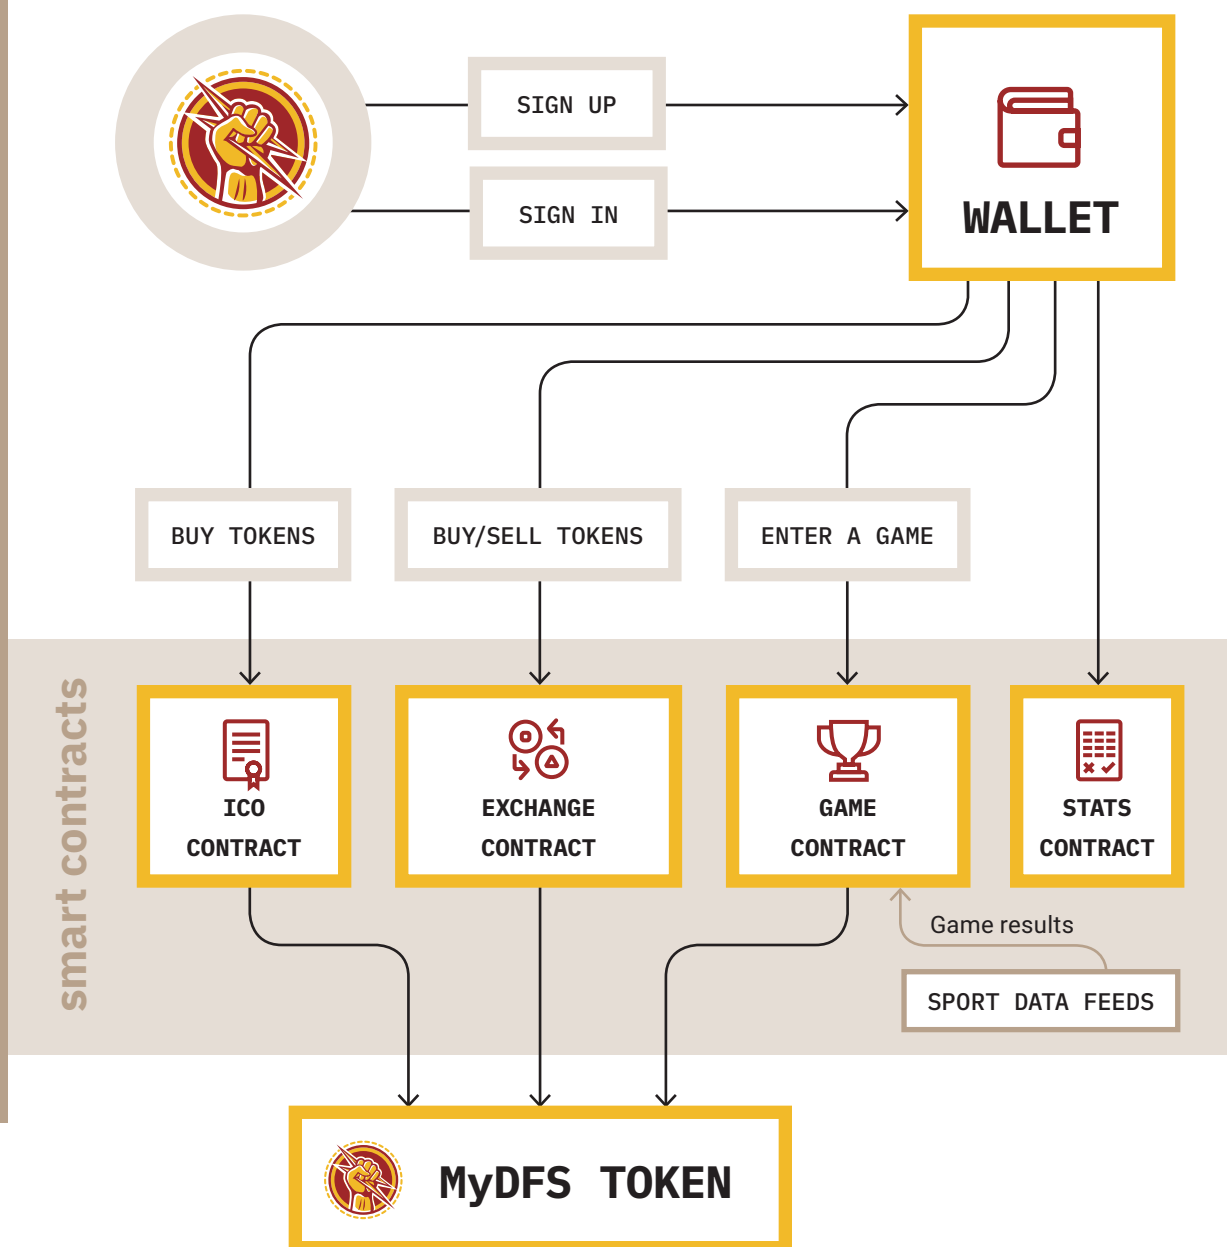 SIGN UP
SIGN IN
WALLET
BUY TOKENS
BUY/SELL TOKENS
ENTER A GAME
smart contracts
ICO
CONTRACT
EXCHANGE
CONTRACT
GAME
CONTRACT
STATS
CONTRACT
Game results
SPORT DATA FEEDS
MyDFS TOKEN